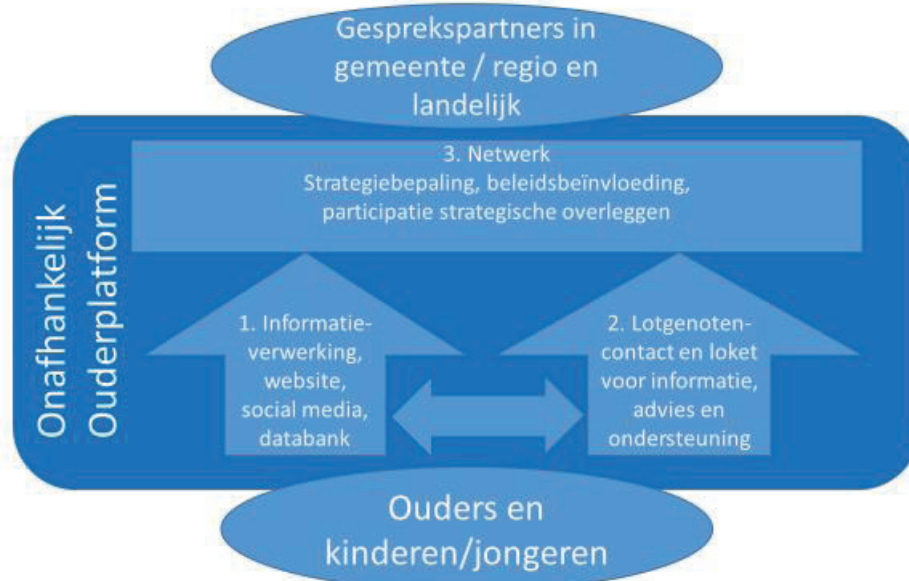 Gesprekspartners in
gemeente / regio en
landelijk
Onafhankelijk
Ouderplatform
3. Netwerk
Strategiebepaling, beleidsbeïnvloeding,
participatie strategische overleggen
1. Informatie-
verwerking,
website,
social media,
databank
2. Lotgenoten-
contact en loket
voor informatie,
advies en
ondersteuning
Ouders en
kinderen/jongeren